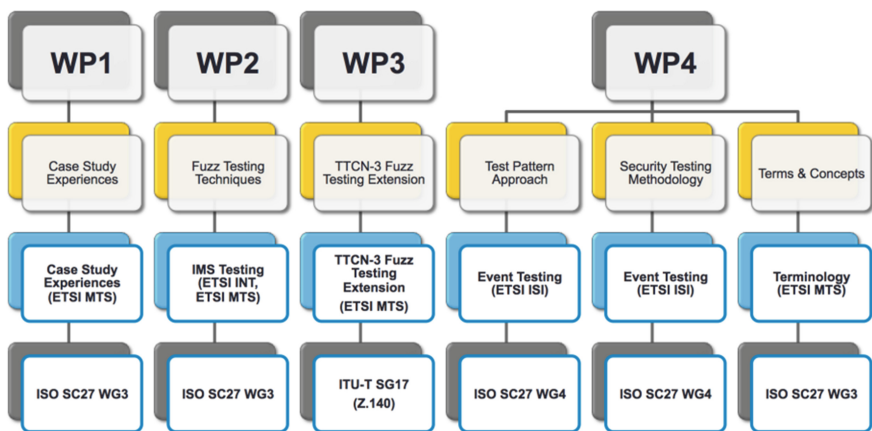 WP1
WP2
WP3
WP4
Case Study
Experiences
Fuzz Testing
Techniques
TTCN-3 Fuzz
Testing Extension
Test Pattern
Approach
Security Testing
Methodology
Terms & Concepts
Case Study
Experiences
(ETSI MTS)
IMS Testing
(ETSI INT,
ETSI MTS)
TTCN-3 Fuzz
Testing
Extension
(ETSI MTS)
Event Testing
(ETSI ISI)
Event Testing
(ETSI ISI)
Terminology
(ETSI MTS)
ISO SC27 WG3
ISO SC27 WG3
ITU-T SG17
(Z.140)
ISO SC27 WG4
ISO SC27 WG4
ISO SC27 WG3